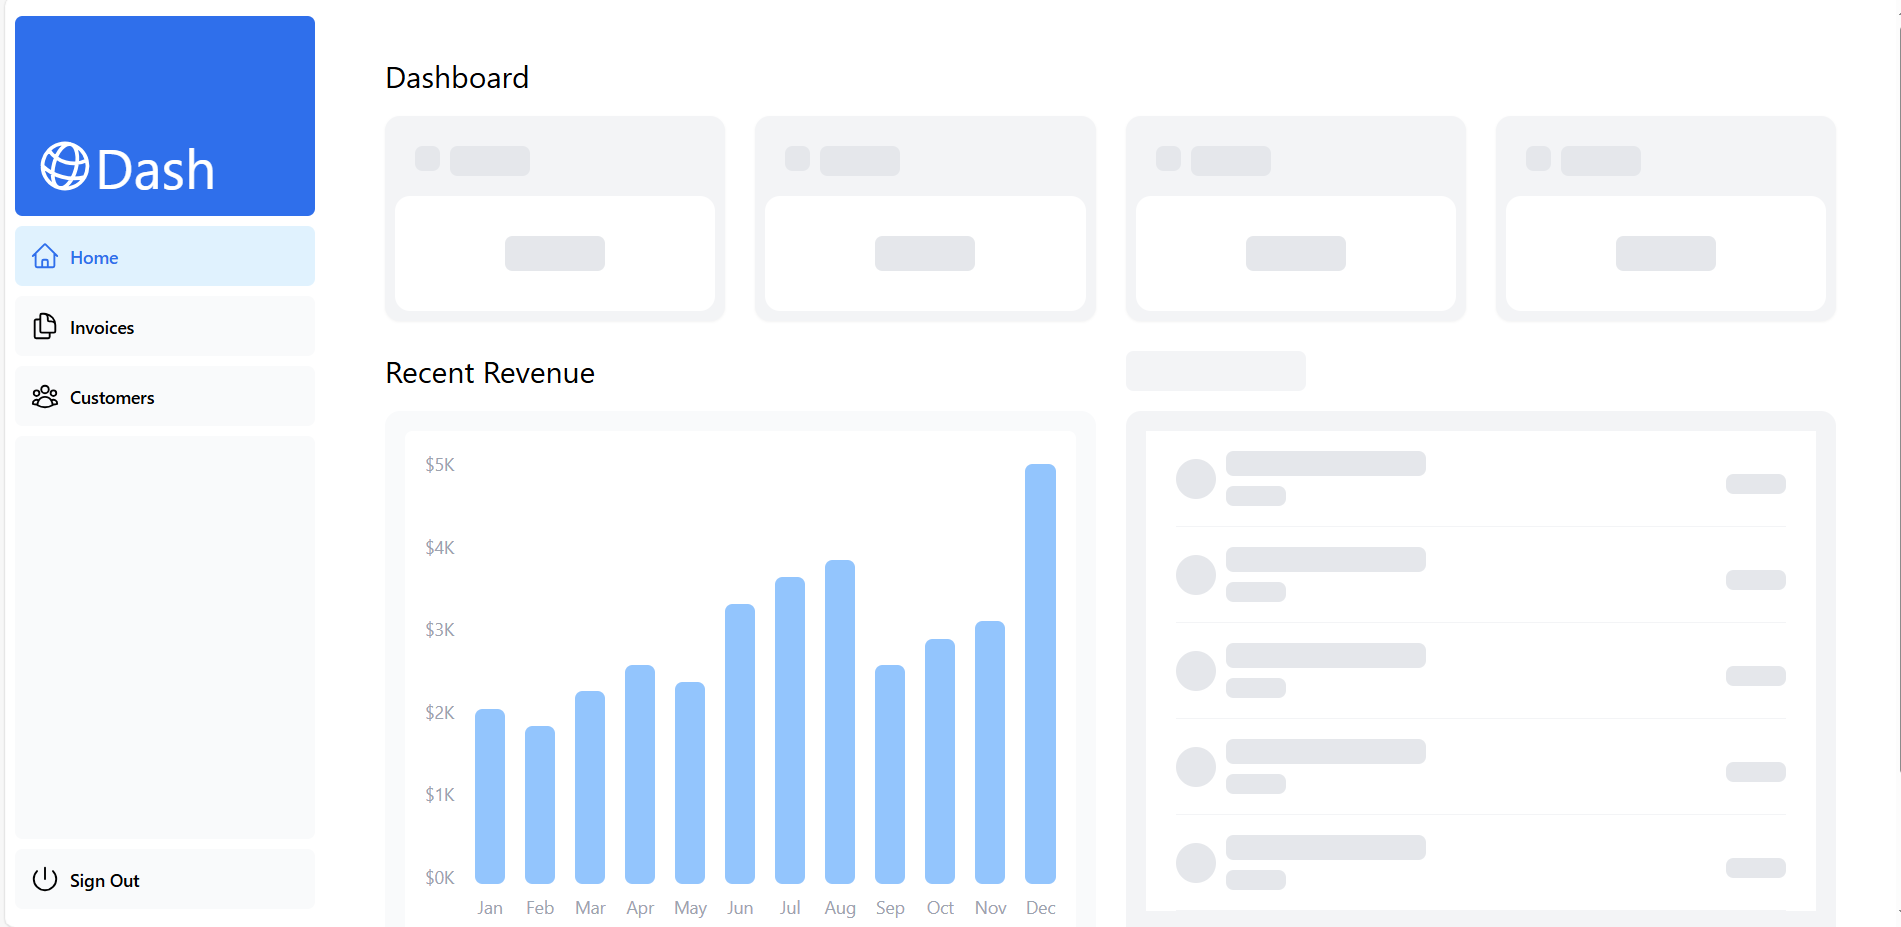 Dash
Home
Invoices
Customers
Sign Out
Dashboard
Recent Revenue
$5K
$4K
$3K
$2K
$1K
$0K
Jan Feb Mar Apr May Jun Jul Aug Sep Oct Nov Dec